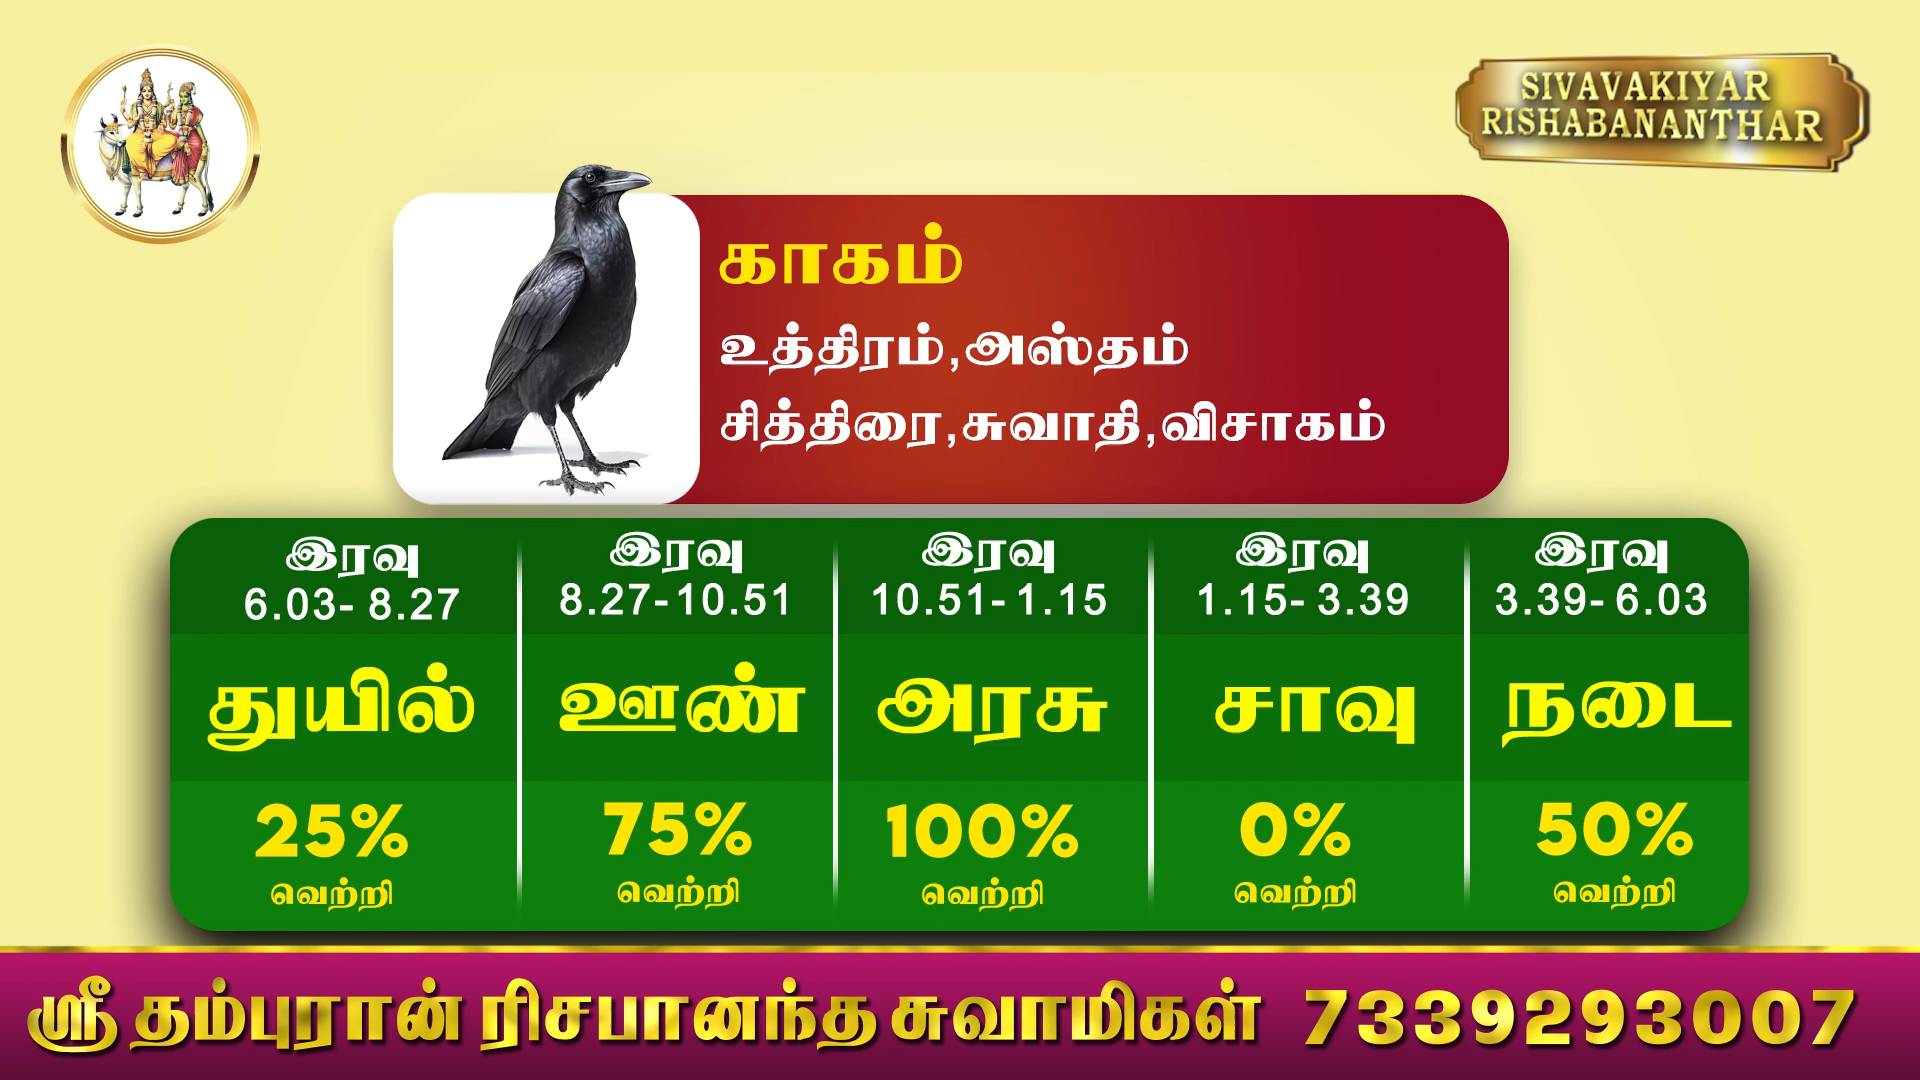 SIVAVAKIYAR
RISHABANANTHAR
காகம்
உத்திரம்,அஸ்தம்
சித்திரை,சுவாதி,விசாகம்
இரவு இரவு இரவு இரவு இரவு
6.03- 8.27 8.27-10.51 10.51- 1.15 1.15- 3.39 3.39- 6.03
துயில் ஊண் அரசு சாவு நடை
25% 75% 100% 0% 50%
வெற்றி வெற்றி வெற்றி வெற்றி வெற்றி
ஸ்ரீ தம்புரான் ரிசபானந்த சுவாமிகள் 7339293007